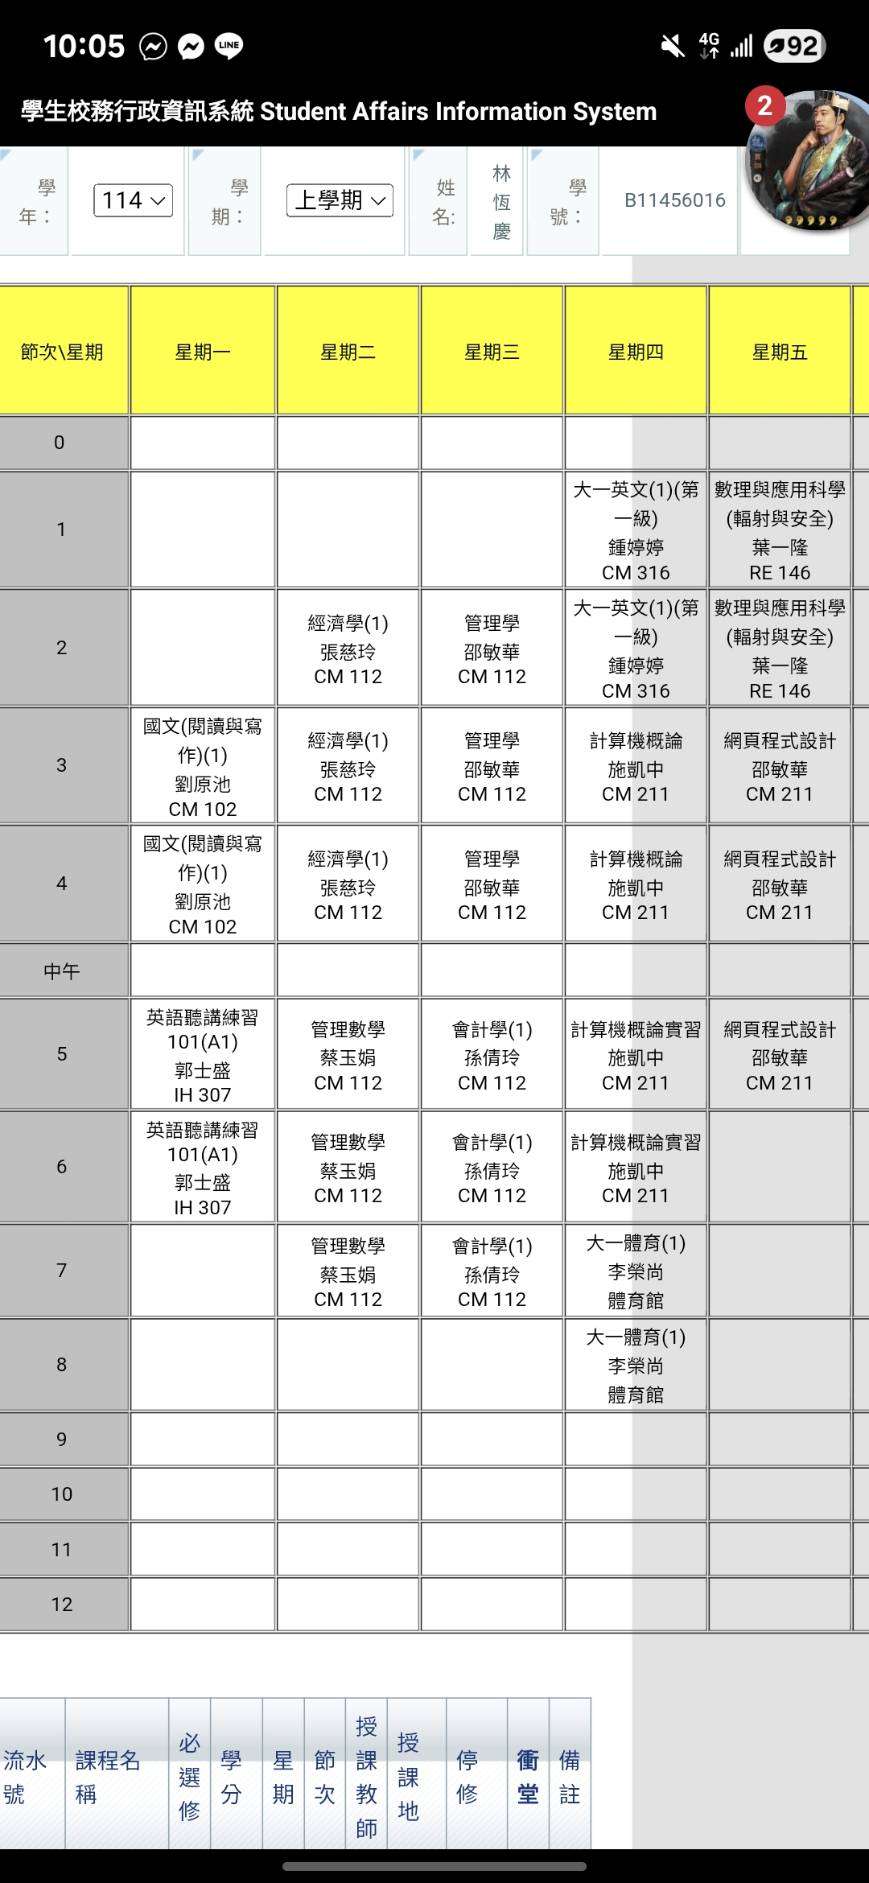 10:05 LINE 4G 92
學生校務行政資訊系統 Student Affairs Information System
2
學年： 114 學期： 上學期 姓名: 林恆慶 學號： B11456016
節次\星期 星期一 星期二 星期三 星期四 星期五
0
1
大一英文(1)(第一級) 鍾婷婷 CM 316
數理與應用科學(輻射與安全) 葉一隆 RE 146
2
經濟學(1) 張慈玲 CM 112
管理學 邵敏華 CM 112
大一英文(1)(第一級) 鍾婷婷 CM 316
數理與應用科學(輻射與安全) 葉一隆 RE 146
3
國文(閱讀與寫作)(1) 劉原池 CM 102
經濟學(1) 張慈玲 CM 112
管理學 邵敏華 CM 112
計算機概論 施凱中 CM 211
網頁程式設計 邵敏華 CM 211
4
國文(閱讀與寫作)(1) 劉原池 CM 102
經濟學(1) 張慈玲 CM 112
管理學 邵敏華 CM 112
計算機概論 施凱中 CM 211
網頁程式設計 邵敏華 CM 211
中午
5
英語聽講練習101(A1) 郭士盛 IH 307
管理數學 蔡玉娟 CM 112
會計學(1) 孫倩玲 CM 112
計算機概論實習 施凱中 CM 211
網頁程式設計 邵敏華 CM 211
6
英語聽講練習101(A1) 郭士盛 IH 307
管理數學 蔡玉娟 CM 112
會計學(1) 孫倩玲 CM 112
計算機概論實習 施凱中 CM 211
7
管理數學 蔡玉娟 CM 112
會計學(1) 孫倩玲 CM 112
大一體育(1) 李榮尚 體育館
8
大一體育(1) 李榮尚 體育館
9
10
11
12
流水號 課程名稱 必選修 學分 星期 節次 授課教師 授課地 停修 衝堂 備註